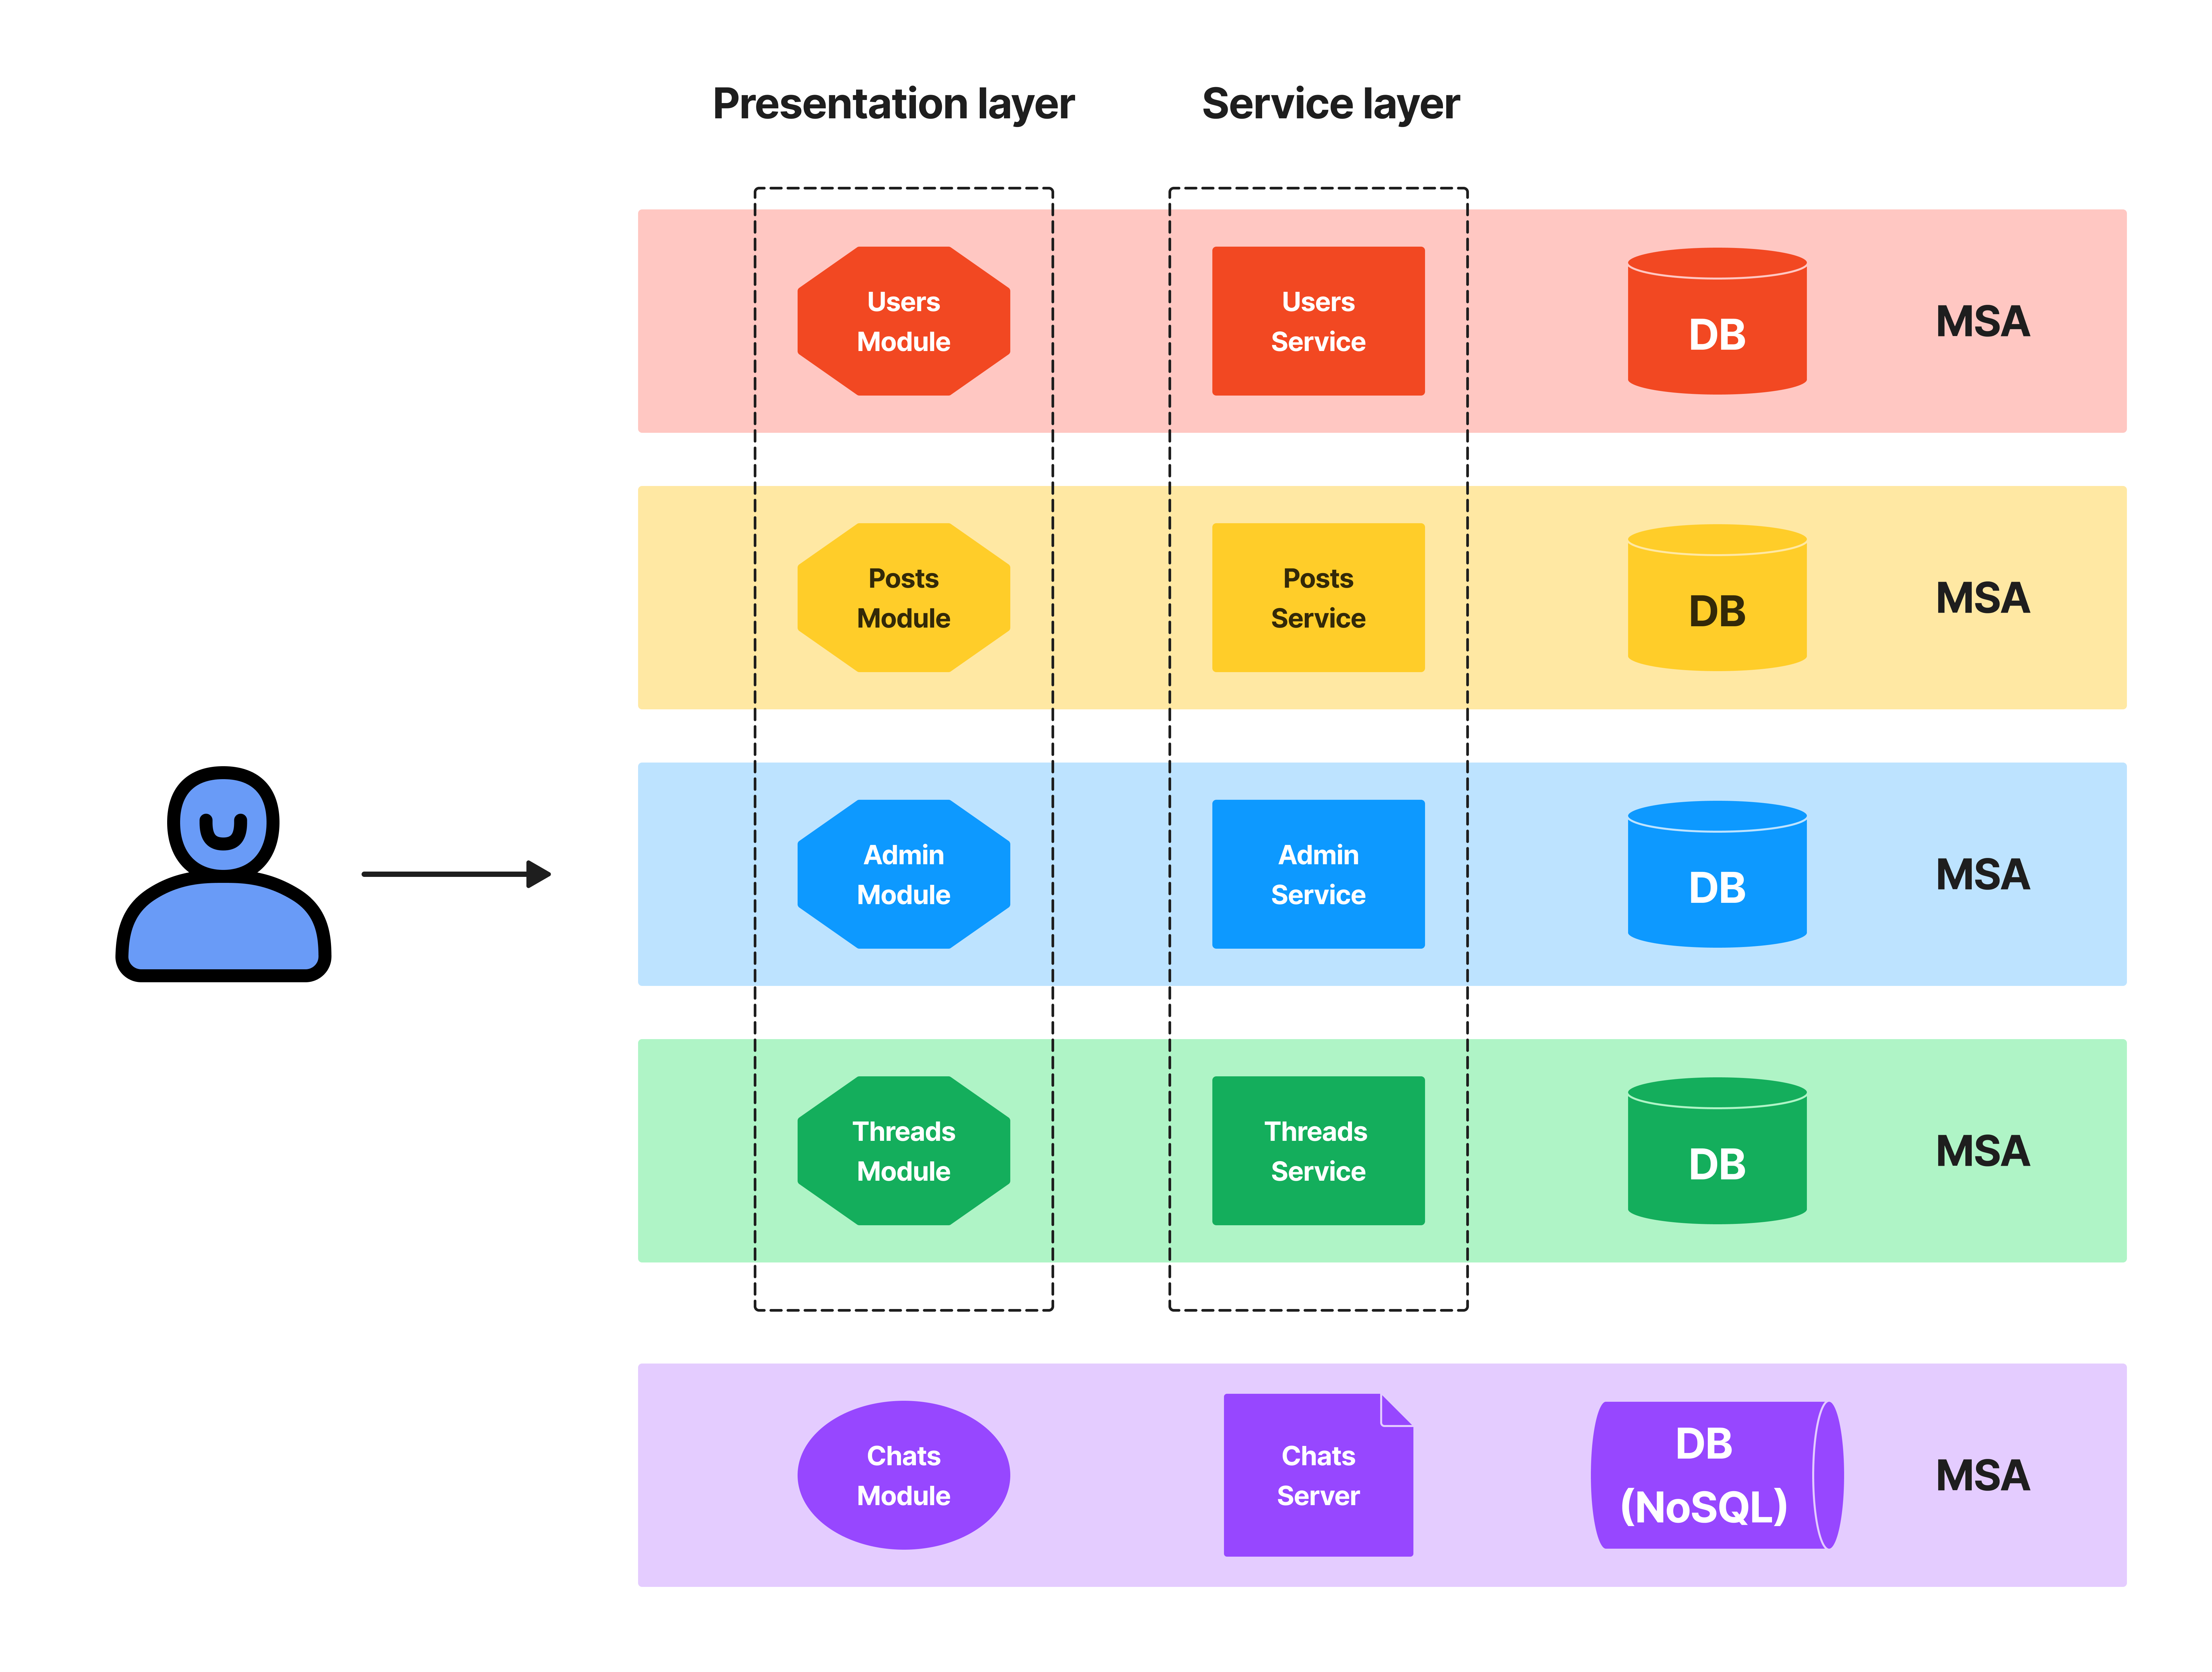 Presentation layer
Service layer
Users
Module
Users
Service
DB
MSA
Posts
Module
Posts
Service
DB
MSA
Admin
Module
Admin
Service
DB
MSA
Threads
Module
Threads
Service
DB
MSA
Chats
Module
Chats
Server
DB
(NoSQL)
MSA